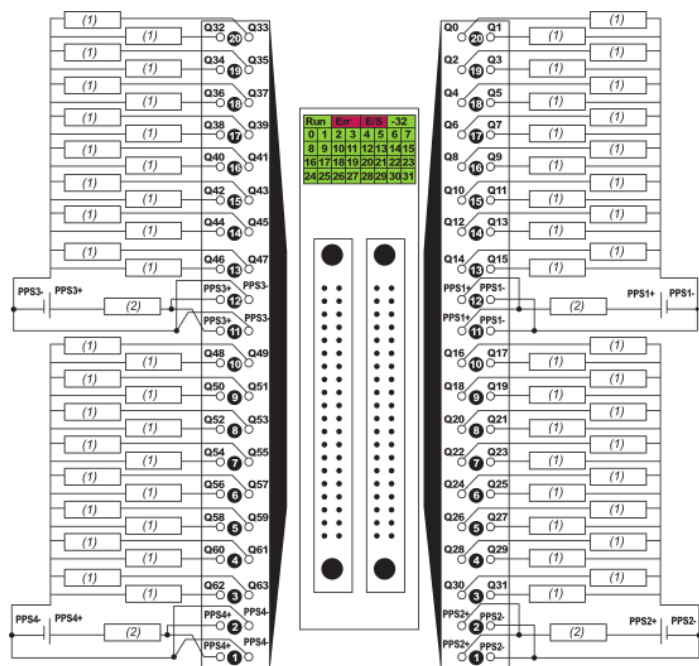 (1) Q32 Q33
(1) 20
(1) Q34 Q35
(1) 19
(1) Q36 Q37
(1) 18
(1) Q38 Q39
(1) 17
(1) Q40 Q41
(1) 16
(1) Q42 Q43
(1) 15
(1) Q44 Q45
(1) 14
(1) Q46 Q47
(1) 13
PPS3- PPS3+ PPS3+ PPS3-
(2) 12
PPS3+ PPS3-
11
(1) Q48 Q49
(1) 10
(1) Q50 Q51
(1) 9
(1) Q52 Q53
(1) 8
(1) Q54 Q55
(1) 7
(1) Q56 Q57
(1) 6
(1) Q58 Q59
(1) 5
(1) Q60 Q61
(1) 4
(1) Q62 Q63
(1) 3
PPS4- PPS4+ PPS4+ PPS4-
(2) 2
PPS4+ PPS4-
1
Run Err E/S -32
0 1 2 3 4 5 6 7
8 9 10 11 12 13 14 15
16 17 18 19 20 21 22 23
24 25 26 27 28 29 30 31
Q0 Q1 (1)
20 (1)
Q2 Q3 (1)
19 (1)
Q4 Q5 (1)
18 (1)
Q6 Q7 (1)
17 (1)
Q8 Q9 (1)
16 (1)
Q10 Q11 (1)
15 (1)
Q12 Q13 (1)
14 (1)
Q14 Q15 (1)
13 (1)
PPS1+ PPS1- PPS1+ PPS1-
12 (2)
PPS1+ PPS1-
11
Q16 Q17 (1)
10 (1)
Q18 Q19 (1)
9 (1)
Q20 Q21 (1)
8 (1)
Q22 Q23 (1)
7 (1)
Q24 Q25 (1)
6 (1)
Q26 Q27 (1)
5 (1)
Q28 Q29 (1)
4 (1)
Q30 Q31 (1)
3 (1)
PPS2+ PPS2- PPS2+ PPS2-
2 (2)
PPS2+ PPS2-
1